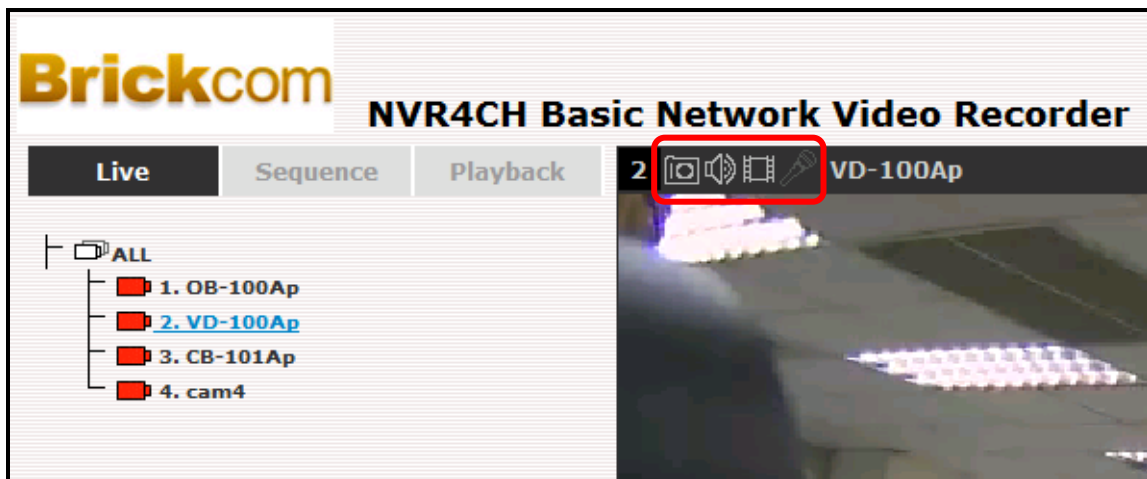 Brickcom
NVR4CH Basic Network Video Recorder
Live Sequence Playback
2 VD-100Ap
ALL
1. OB-100Ap
2. VD-100Ap
3. CB-101Ap
4. cam4